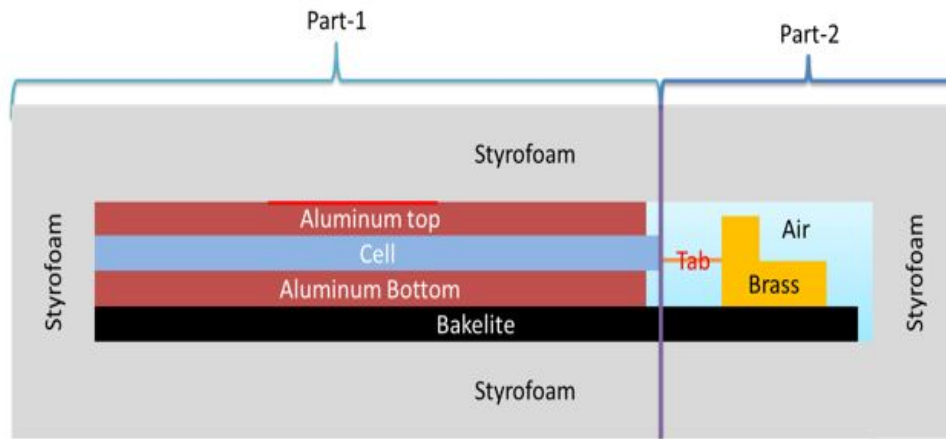 Part-1
Part-2
Styrofoam
Styrofoam
Aluminum top
Cell
Aluminum Bottom
Bakelite
Tab
Air
Brass
Styrofoam
Styrofoam